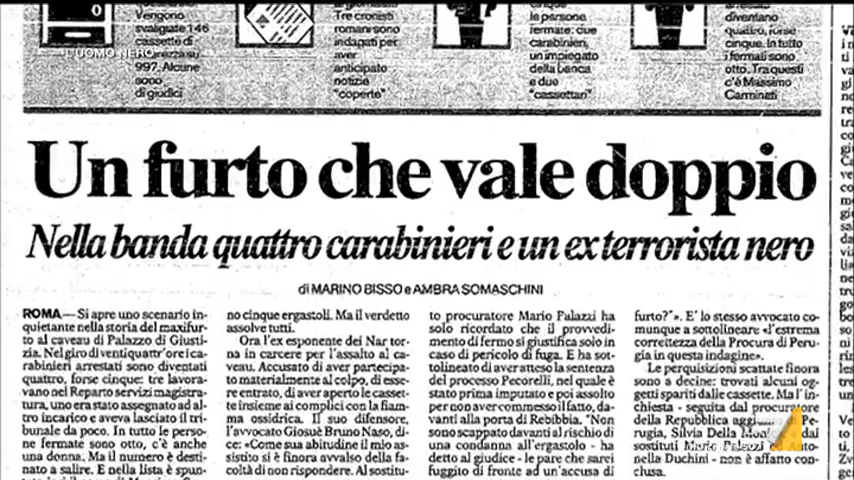 Vengono
svaligiate 146
cassette di
su
997. Alcune
sono
di giudici
L'UOMO NERO
Tre cronisti
romani sono
indagati per
aver
anticipato
notizie
"coperte"
le persone
fermate: due
carabinieri,
un impiegato
della banca
e due
"cassettari"
diventano
quattro, forse
cinque. In tutto
i fermati sono
otto. Tra questi
c'è Massimo
Carminati
Un furto che vale doppio
Nella banda quattro carabinieri e un ex terrorista nero
di MARINO BISSO e AMBRA SOMASCHINI
ROMA — Si apre uno scenario in-
quietante nella storia del maxifur-
to al caveau di Palazzo di Giusti-
zia. Nel giro di ventiquattr'ore i ca-
rabinieri arrestati sono diventati
quattro, forse cinque: tre lavora-
vano nel Reparto servizi magistra-
tura, uno era stato assegnato ad al-
tro incarico e aveva lasciato il tri-
bunale da poco. In tutto le per-
sone fermate sono otto, c'è anche
una donna. Ma il numero è desti-
nato a salire. E nella lista è spun-
no cinque ergastoli. Ma il verdetto
assolve tutti.
Ora l'ex esponente dei Nar tor-
na in carcere per l'assalto al ca-
veau. Accusato di aver partecipa-
to materialmente al colpo, di esse-
re entrato, di aver aperto le casset-
te insieme ai complici con la fiam-
ma ossidrica. Il suo difensore,
l'avvocato Giosuè Bruno Naso, di-
ce: «Come sua abitudine il mio as-
sistito si è finora avvalso della fa-
coltà di non rispondere. Al sostitu-
to procuratore Mario Palazzi ha
solo ricordato che il provvedi-
mento di fermo si giustifica solo in
caso di pericolo di fuga. E ha sot-
tolineato di aver atteso la sentenza
del processo Pecorelli, nel quale è
stato prima imputato e poi assolto
per non aver commesso il fatto, da-
vanti alla porta di Rebibbia. "Non
sono scappato davanti al rischio di
una condanna all'ergastolo - ha
detto al giudice - le pare che sarei
fuggito di fronte ad un'accusa di
furto?"». E' lo stesso avvocato co-
munque a sottolineare «l'estrema
correttezza della Procura di Peru-
gia in questa indagine».
Le perquisizioni scattate finora
sono a decine: trovati alcuni og-
getti spariti dalle cassette. Ma l'in-
chiesta - seguita dal procuratore
della Repubblica aggiunto di
Perugia, Silvia Della Monica, dal
sostituti
nella Duchini - non è affatto con-
clusa.